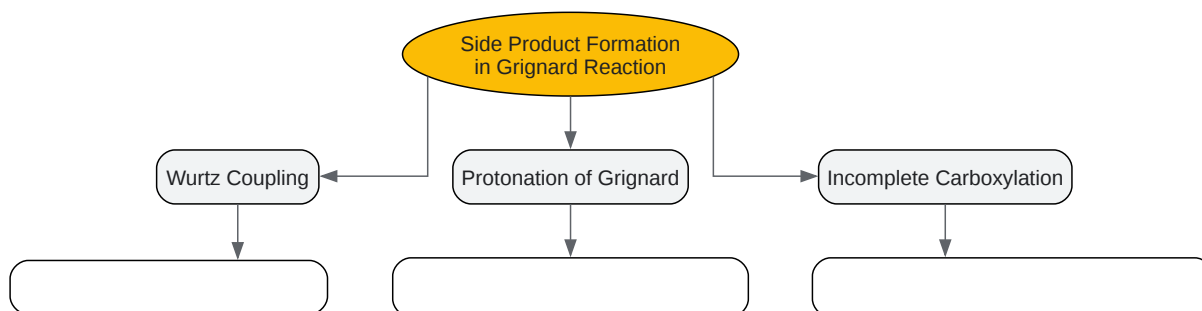 Side Product Formation
in Grignard Reaction
Wurtz Coupling
Protonation of Grignard
Incomplete Carboxylation